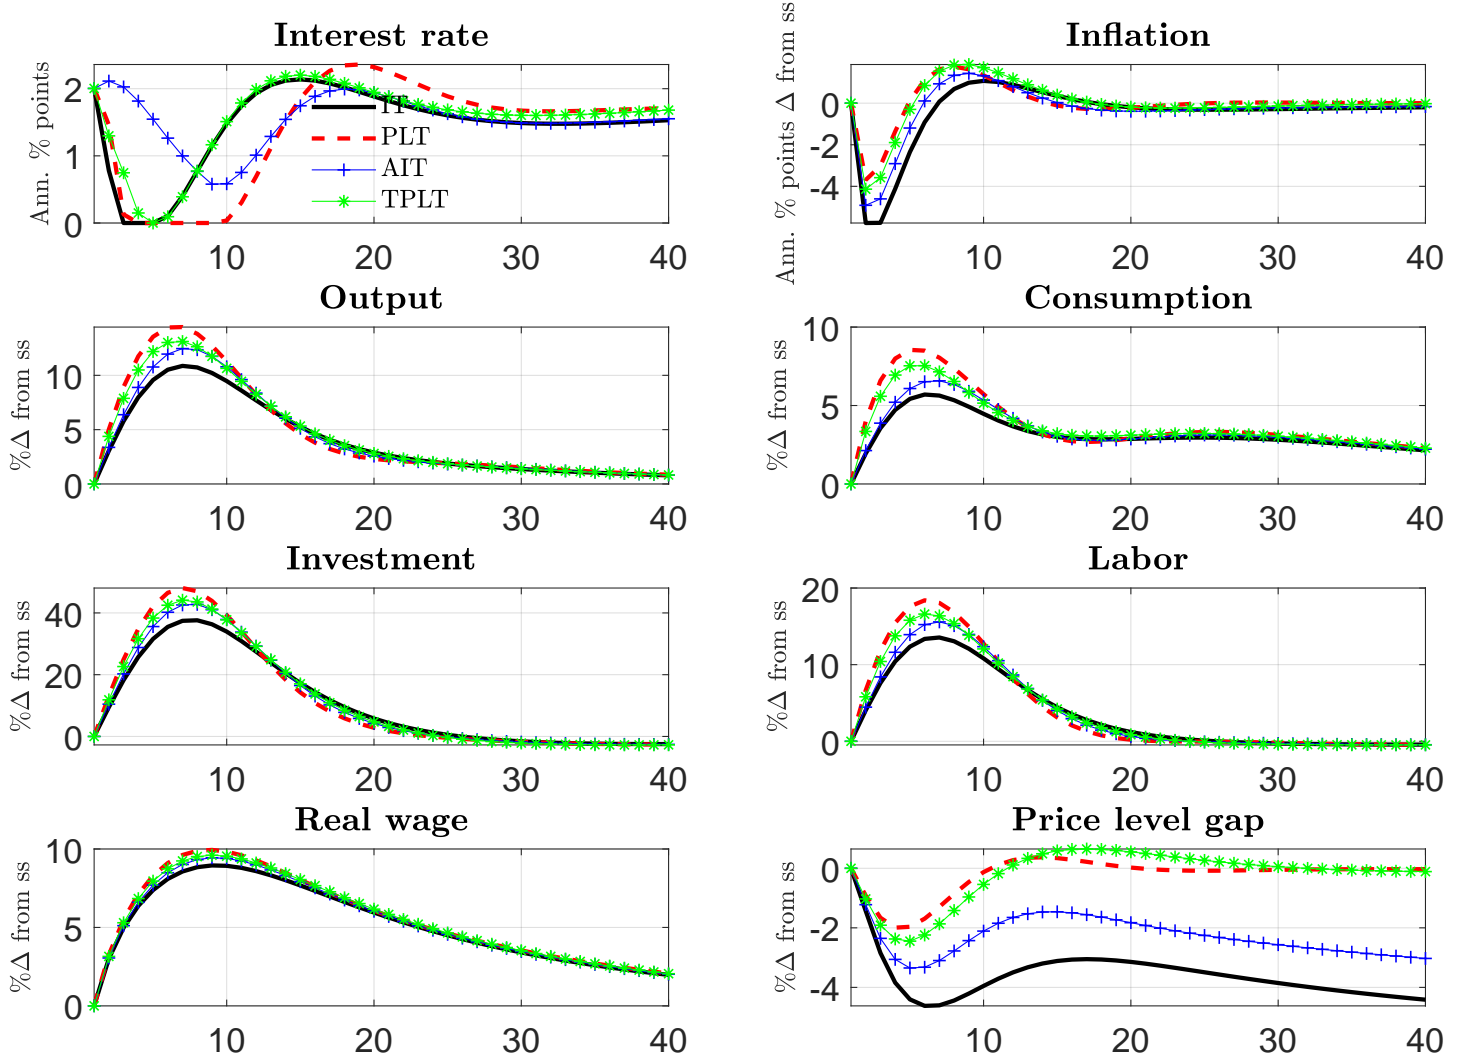 Interest rate
Ann. % points
2
1
0
10
20
30
40
IT
PLT
AIT
TPLT
Inflation
Ann. % points Δ from ss
0
-2
-4
10
20
30
40
Output
%Δ from ss
10
5
0
10
20
30
40
Consumption
%Δ from ss
10
5
0
10
20
30
40
Investment
%Δ from ss
40
20
0
10
20
30
40
Labor
%Δ from ss
20
10
0
10
20
30
40
Real wage
%Δ from ss
10
5
0
10
20
30
40
Price level gap
%Δ from ss
0
-2
-4
10
20
30
40